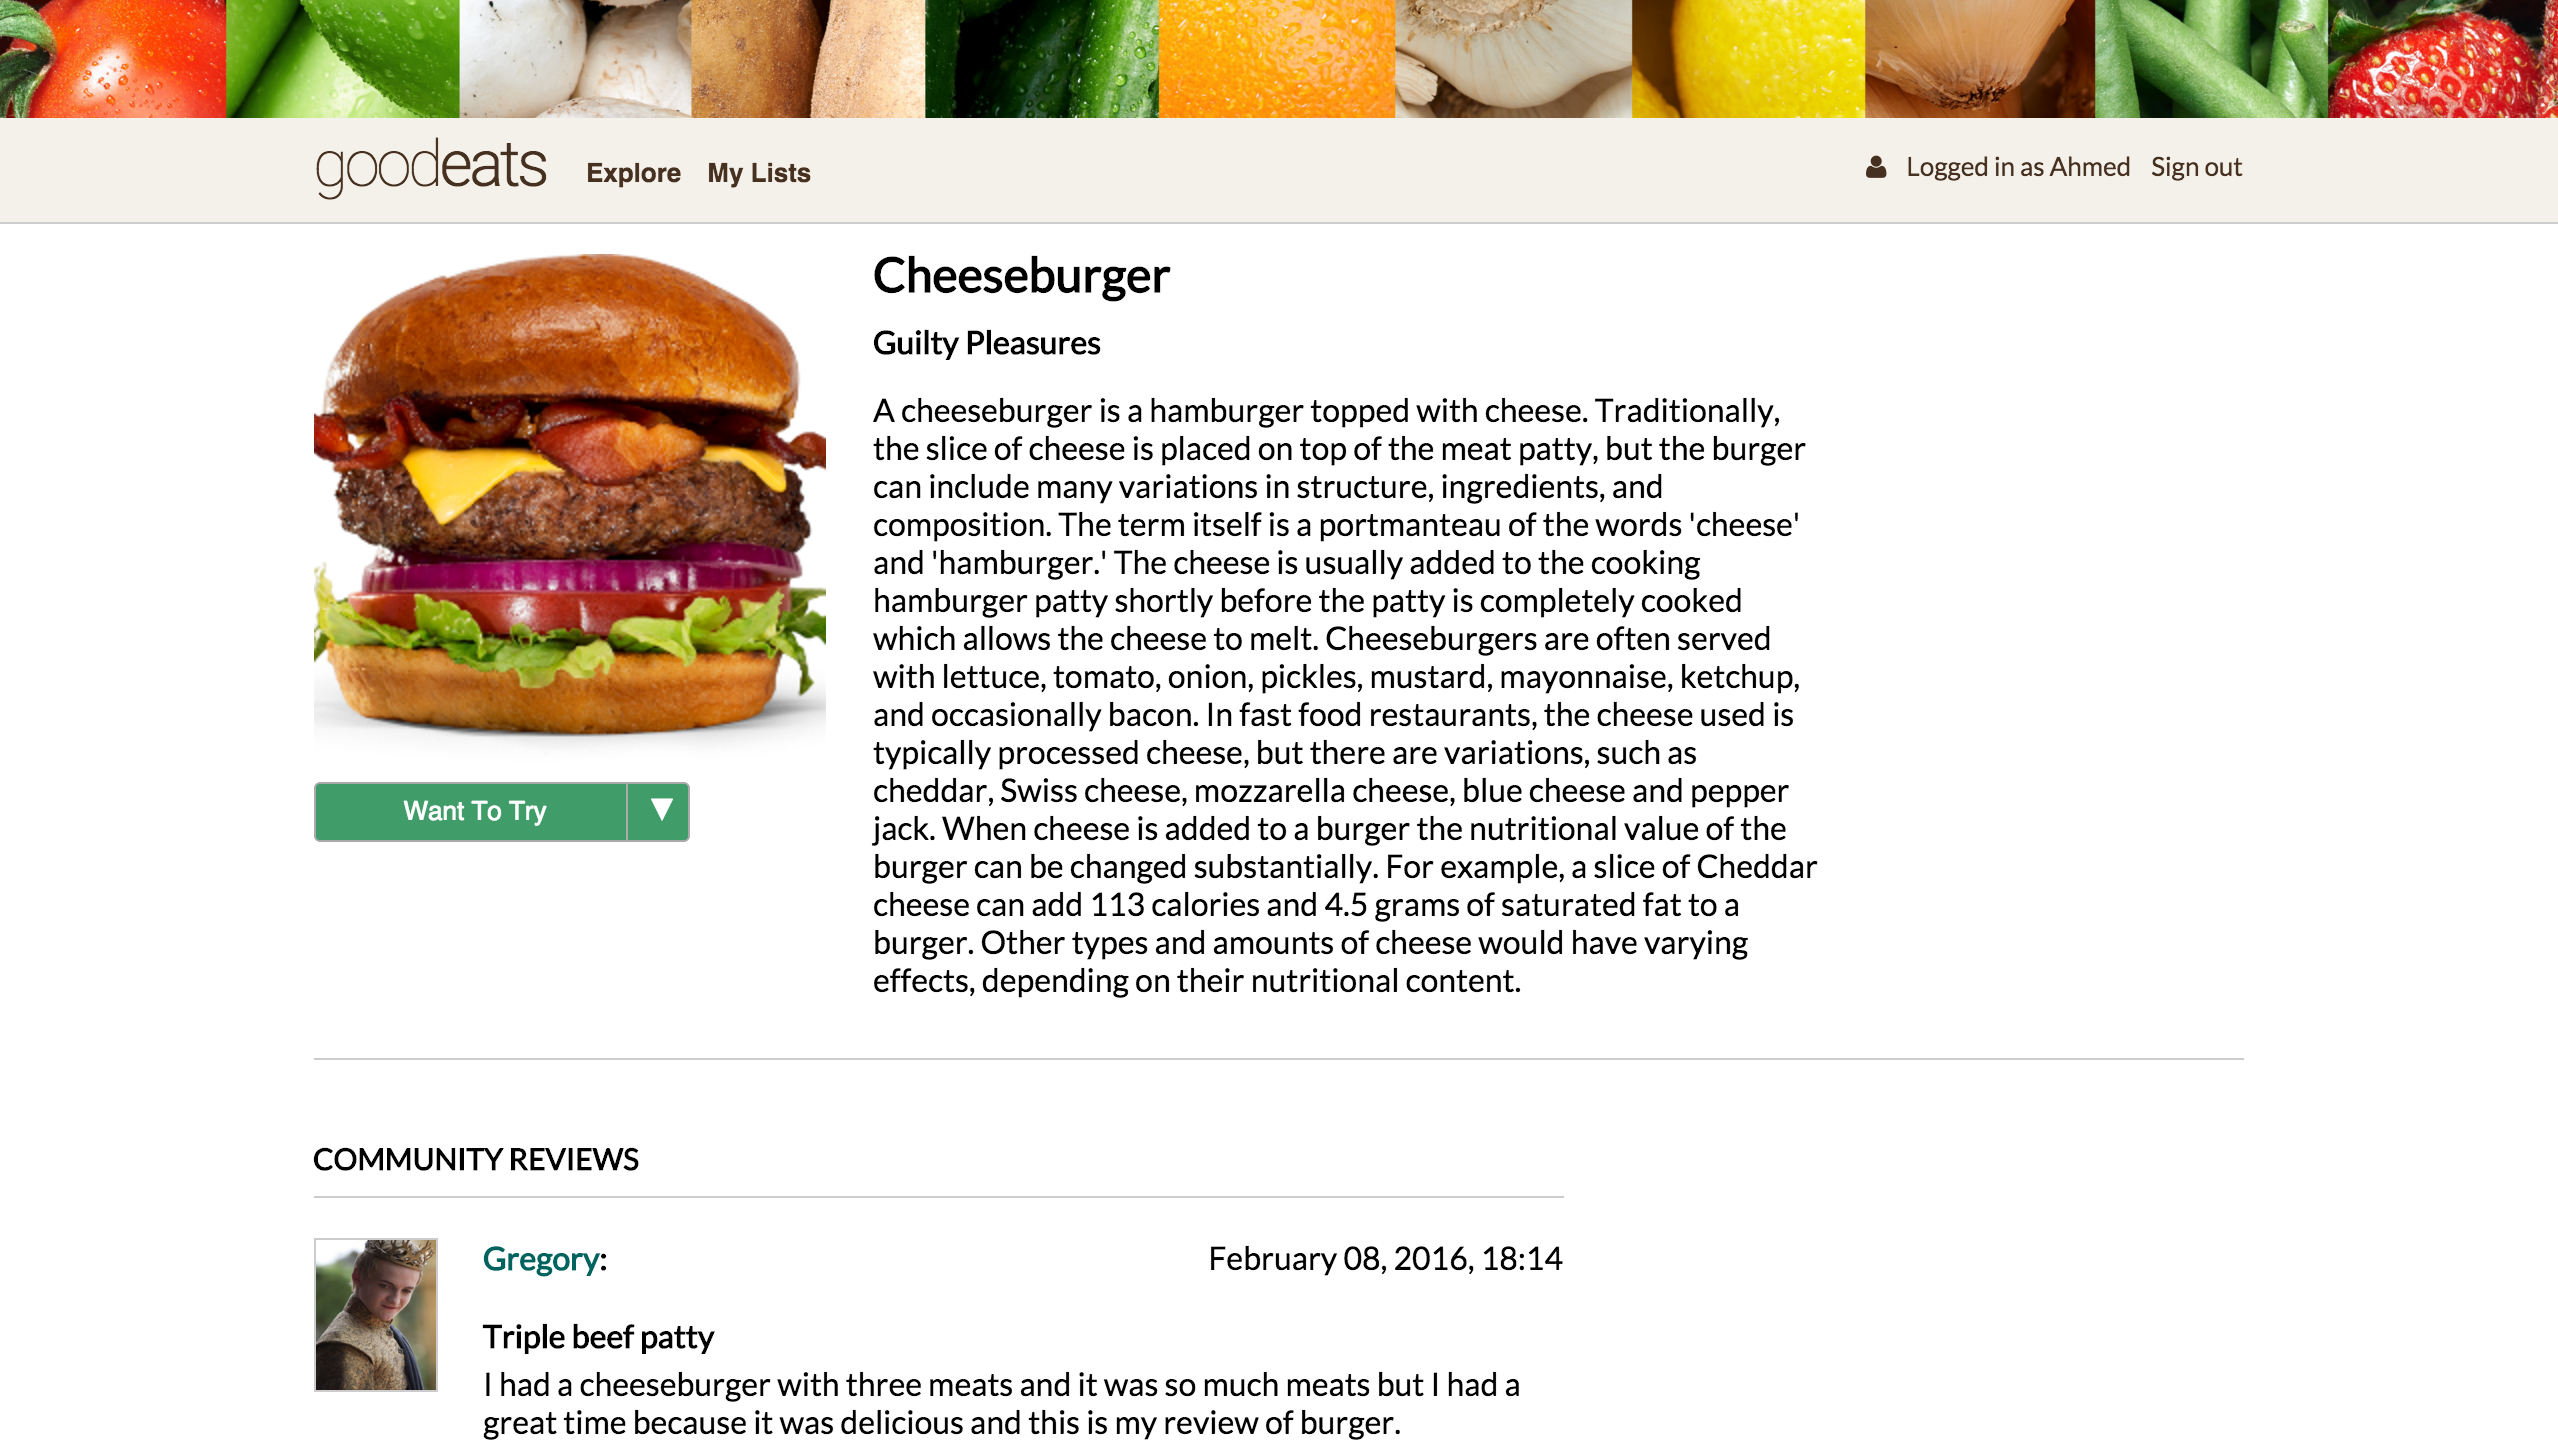 goodeats Explore My Lists Logged in as Ahmed Sign out
Cheeseburger
Guilty Pleasures
A cheeseburger is a hamburger topped with cheese. Traditionally,
the slice of cheese is placed on top of the meat patty, but the burger
can include many variations in structure, ingredients, and
composition. The term itself is a portmanteau of the words 'cheese'
and 'hamburger.' The cheese is usually added to the cooking
hamburger patty shortly before the patty is completely cooked
which allows the cheese to melt. Cheeseburgers are often served
with lettuce, tomato, onion, pickles, mustard, mayonnaise, ketchup,
and occasionally bacon. In fast food restaurants, the cheese used is
typically processed cheese, but there are variations, such as
cheddar, Swiss cheese, mozzarella cheese, blue cheese and pepper
jack. When cheese is added to a burger the nutritional value of the
burger can be changed substantially. For example, a slice of Cheddar
cheese can add 113 calories and 4.5 grams of saturated fat to a
burger. Other types and amounts of cheese would have varying
effects, depending on their nutritional content.
Want To Try ▼
COMMUNITY REVIEWS
Gregory: February 08, 2016, 18:14
Triple beef patty
I had a cheeseburger with three meats and it was so much meats but I had a
great time because it was delicious and this is my review of burger.